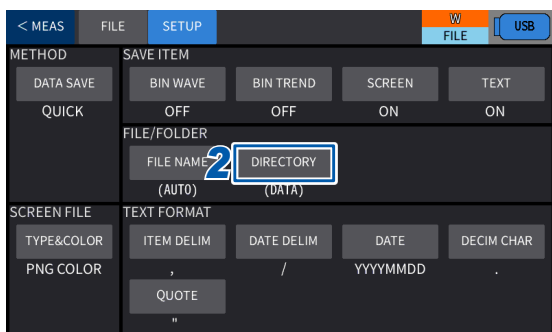 < MEAS FILE SETUP W FILE USB
METHOD SAVE ITEM
DATA SAVE BIN WAVE BIN TREND SCREEN TEXT
QUICK OFF OFF ON ON
FILE/FOLDER
FILE NAME 2 DIRECTORY
(AUTO) (DATA)
SCREEN FILE TEXT FORMAT
TYPE&COLOR ITEM DELIM DATE DELIM DATE DECIM CHAR
PNG COLOR , / YYYYMMDD .
QUOTE
"